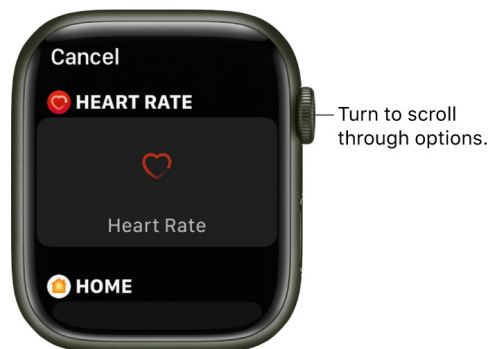 Cancel
HEART RATE
Heart Rate
HOME
Turn to scroll
through options.